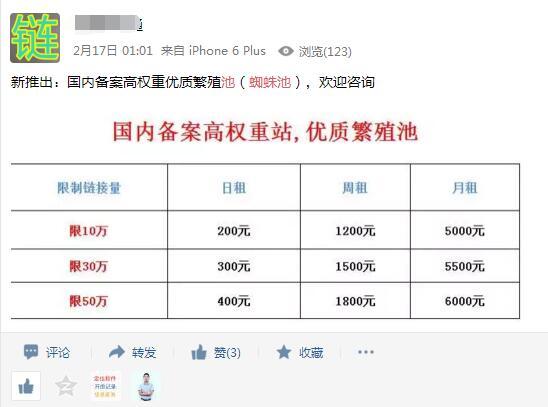 链
2月17日 01:01 来自 iPhone 6 Plus 浏览(123)
新推出：国内备案高权重优质繁殖池（蜘蛛池），欢迎咨询
国内备案高权重站,优质繁殖池
限制链接量 日租 周租 月租
限10万 200元 1200元 5000元
限30万 300元 1500元 5500元
限50万 400元 1800元 6000元
评论 转发 赞(3) 收藏